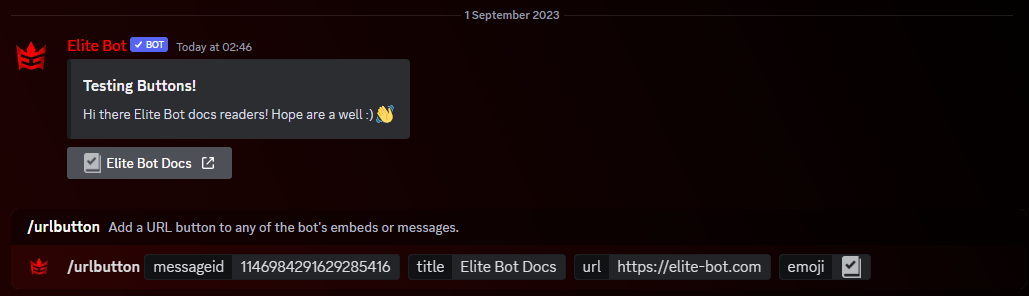 1 September 2023
Elite Bot ✓ BOT Today at 02:46
Testing Buttons!
Hi there Elite Bot docs readers! Hope are a well :) 👋
Elite Bot Docs
/urlbutton Add a URL button to any of the bot's embeds or messages.
/urlbutton messageid 1146984291629285416 title Elite Bot Docs url https://elite-bot.com emoji